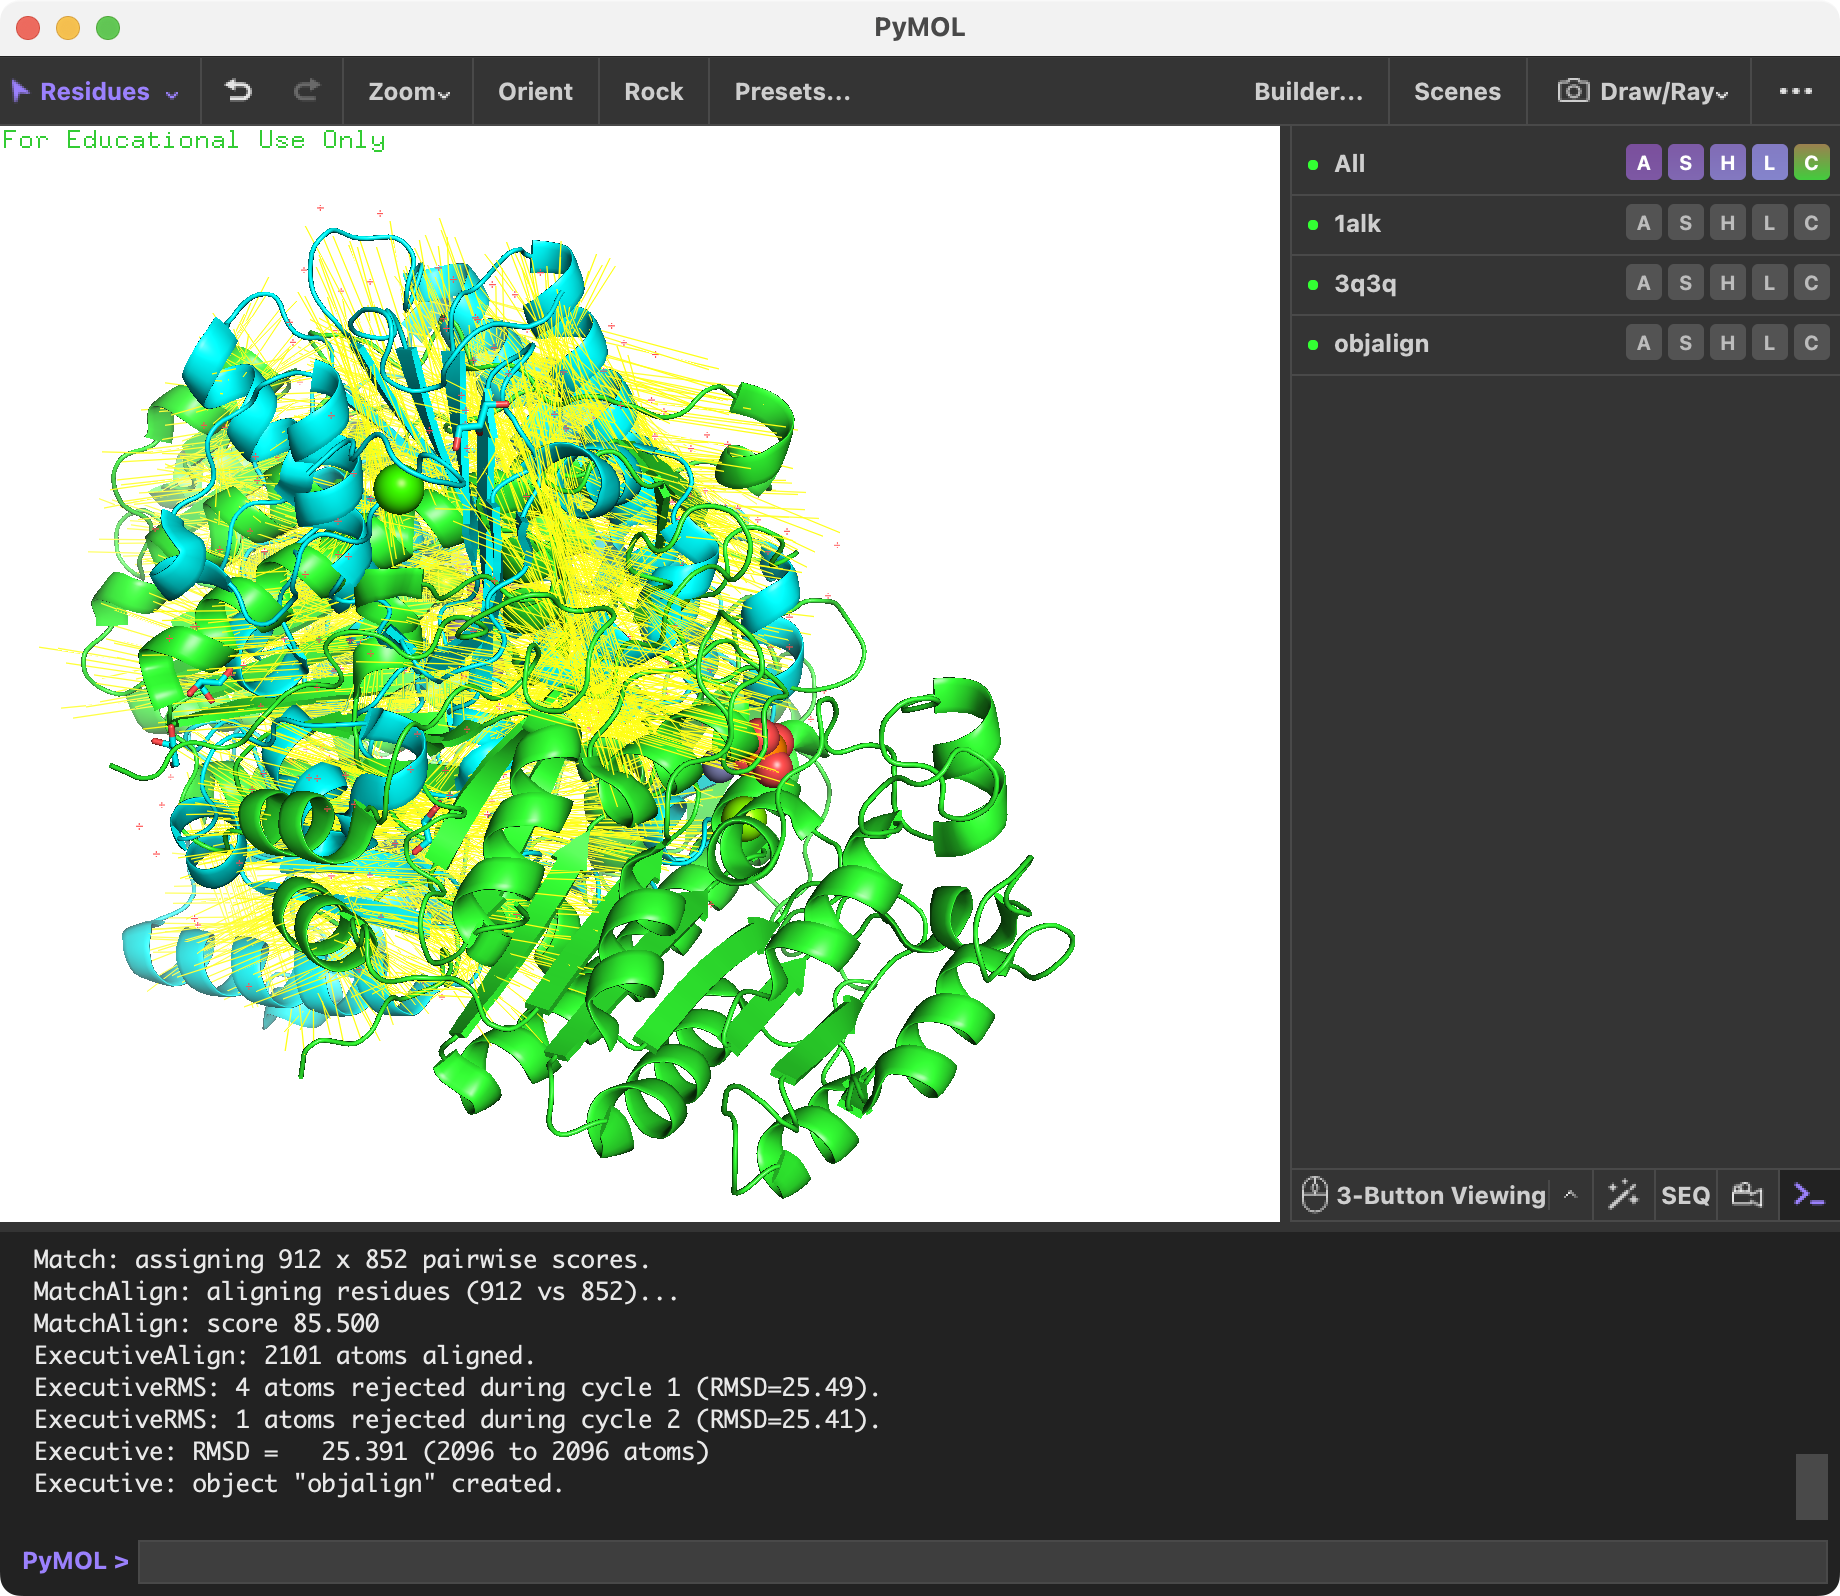 PyMOL
Residues
Zoom
Orient
Rock
Presets...
Builder...
Scenes
Draw/Ray
For Educational Use Only
All A S H L C
1alk A S H L C
3q3q A S H L C
objalign A S H L C
3-Button Viewing
SEQ
Match: assigning 912 x 852 pairwise scores.
MatchAlign: aligning residues (912 vs 852)...
MatchAlign: score 85.500
ExecutiveAlign: 2101 atoms aligned.
ExecutiveRMS: 4 atoms rejected during cycle 1 (RMSD=25.49).
ExecutiveRMS: 1 atoms rejected during cycle 2 (RMSD=25.41).
Executive: RMSD =   25.391 (2096 to 2096 atoms)
Executive: object "objalign" created.
PyMOL >